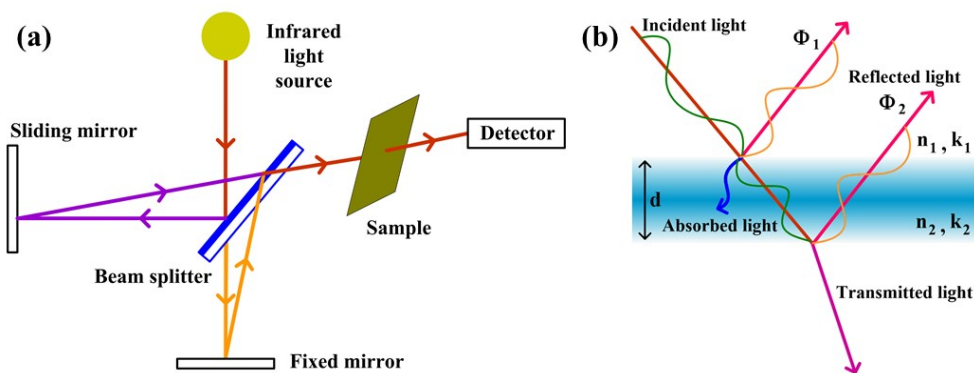 (a)
Infrared
light
source
Sliding mirror
Detector
Sample
Beam splitter
Fixed mirror
(b)
Incident light
Φ1
Reflected light
Φ2
n1 , k1
d
Absorbed light
n2 , k2
Transmitted light